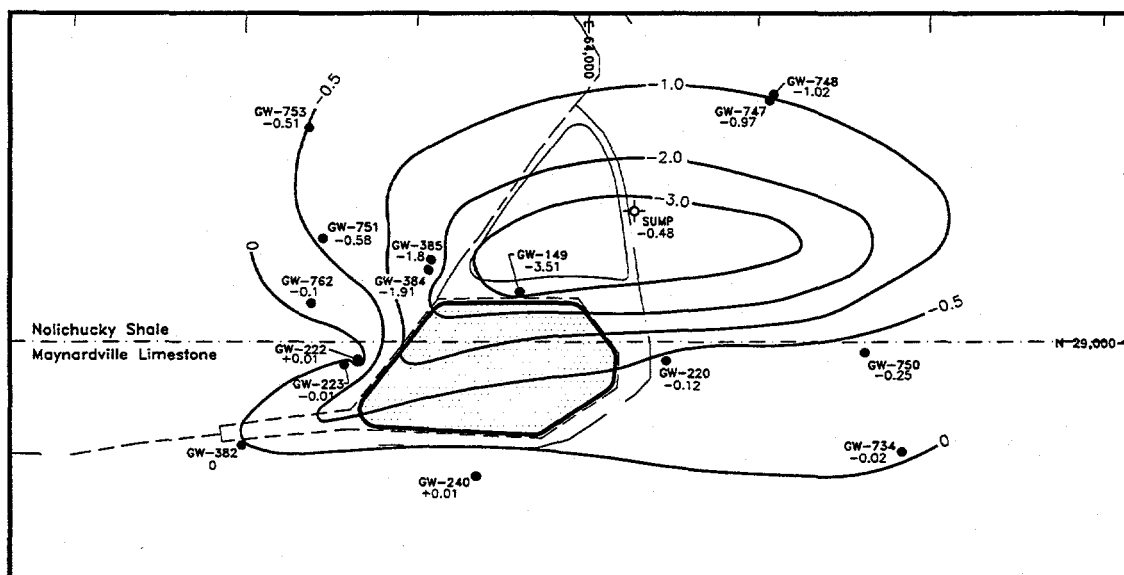 E-64,000
GW-748
-1.02
GW-747
-0.97
-1.0
-0.5
GW-753
-0.51
-2.0
-3.0
SUMP
-0.48
GW-751
-0.58
GW-385
-1.8
GW-384
-1.91
GW-149
-3.51
0
GW-762
-0.1
-0.5
Nolichucky Shale
Maynardville Limestone
N 29,000
GW-222
+0.01
GW-223
-0.01
GW-220
-0.12
GW-750
-0.25
GW-382
0
GW-734
-0.02
0
GW-240
+0.01